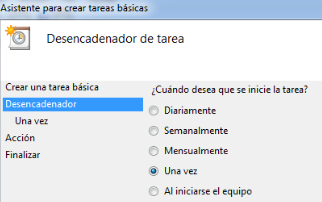 Asistente para crear tareas básicas
Desencadenador de tarea
Crear una tarea básica
Desencadenador
Una vez
Acción
Finalizar
¿Cuándo desea que se inicie la tarea?
Diariamente
Semanalmente
Mensualmente
Una vez
Al iniciarse el equipo